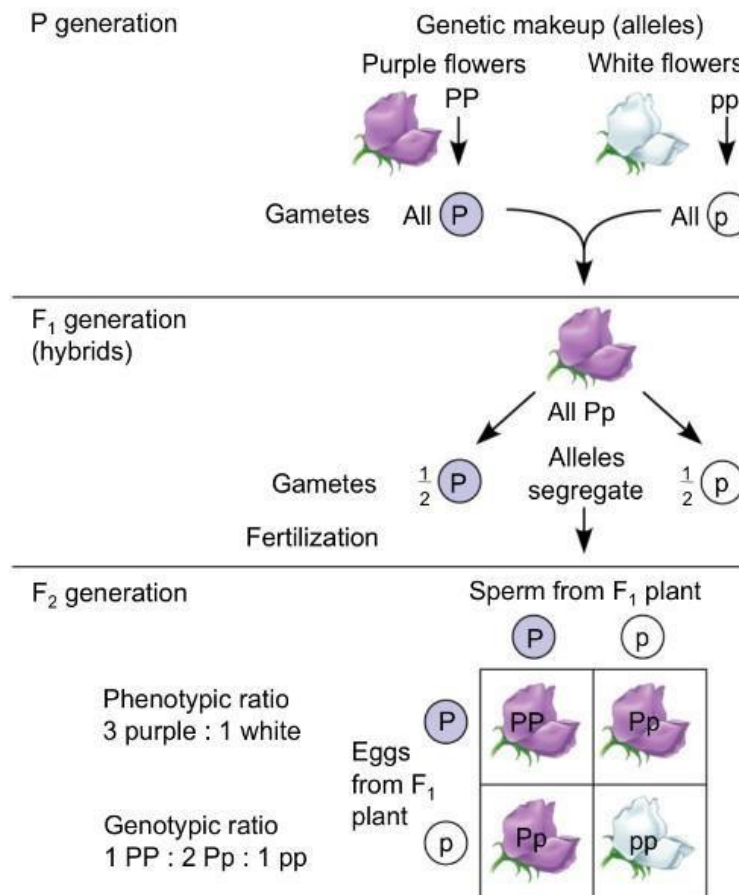 P generation
Genetic makeup (alleles)
Purple flowers
White flowers
PP
pp
Gametes
All P
All p
F₁ generation
(hybrids)
All Pp
Gametes
1/2 P
Alleles
segregate
1/2 p
Fertilization
F₂ generation
Sperm from F₁ plant
P
p
Phenotypic ratio
3 purple : 1 white
P
PP
Pp
Eggs
from F₁
plant
Genotypic ratio
1 PP : 2 Pp : 1 pp
p
Pp
pp